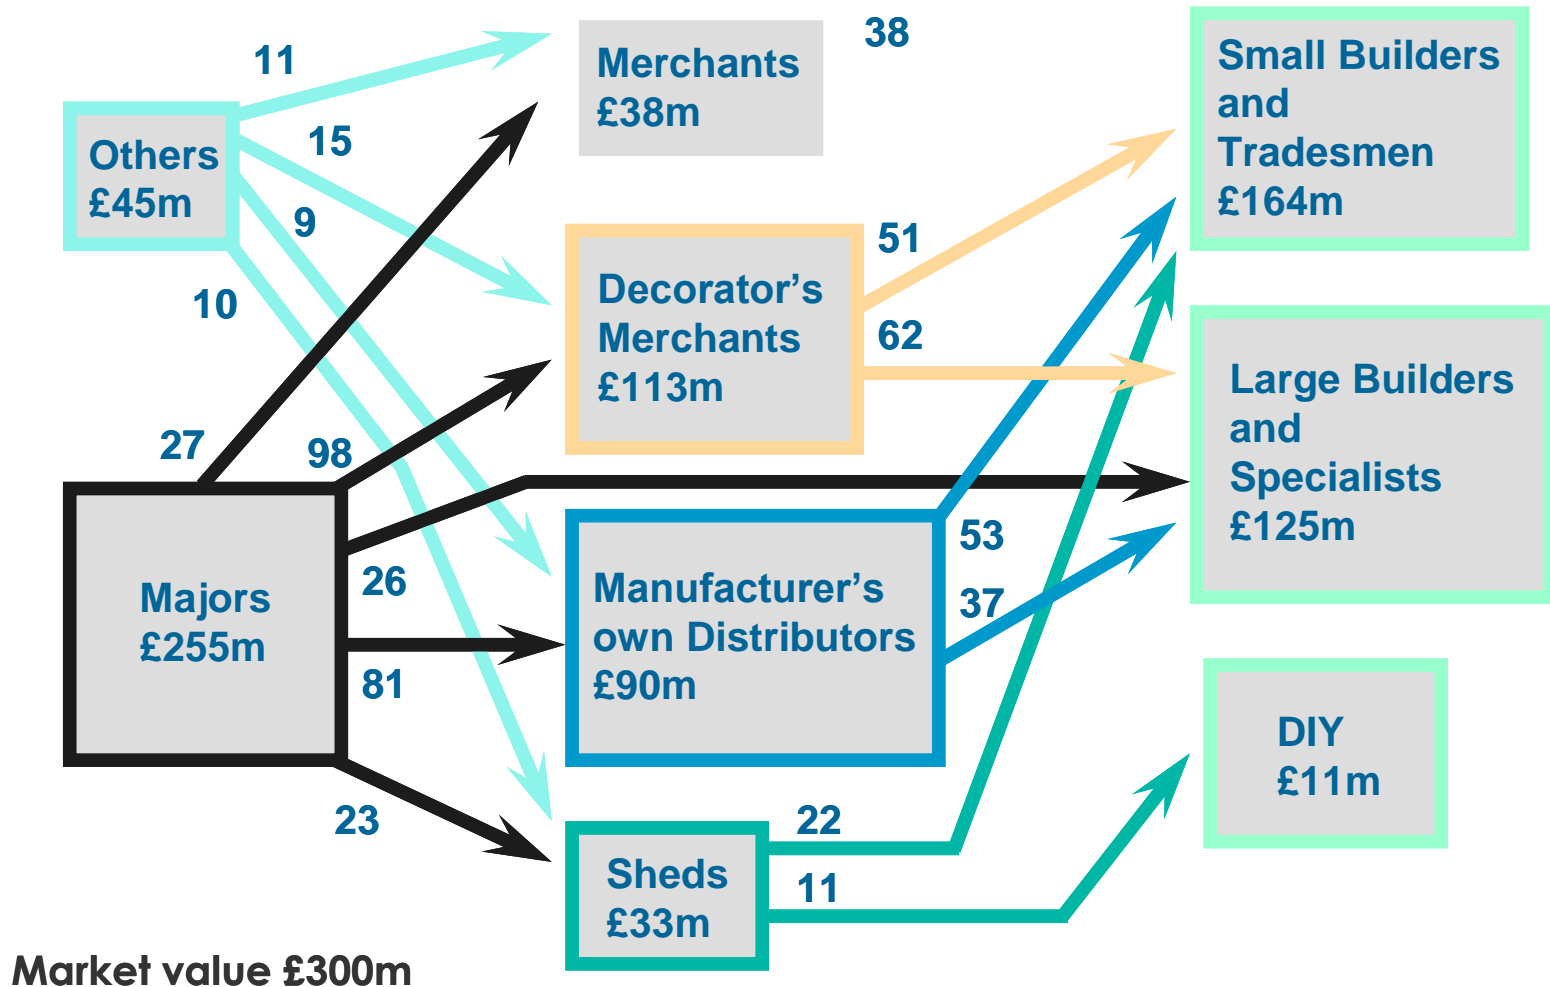 11
15
9
10
Others
£45m
27
98
26
81
23
Majors
£255m
Merchants
£38m
38
Decorator’s
Merchants
£113m
51
62
Manufacturer’s
own Distributors
£90m
53
37
Sheds
£33m
22
11
Small Builders
and
Tradesmen
£164m
Large Builders
and
Specialists
£125m
DIY
£11m
Market value £300m